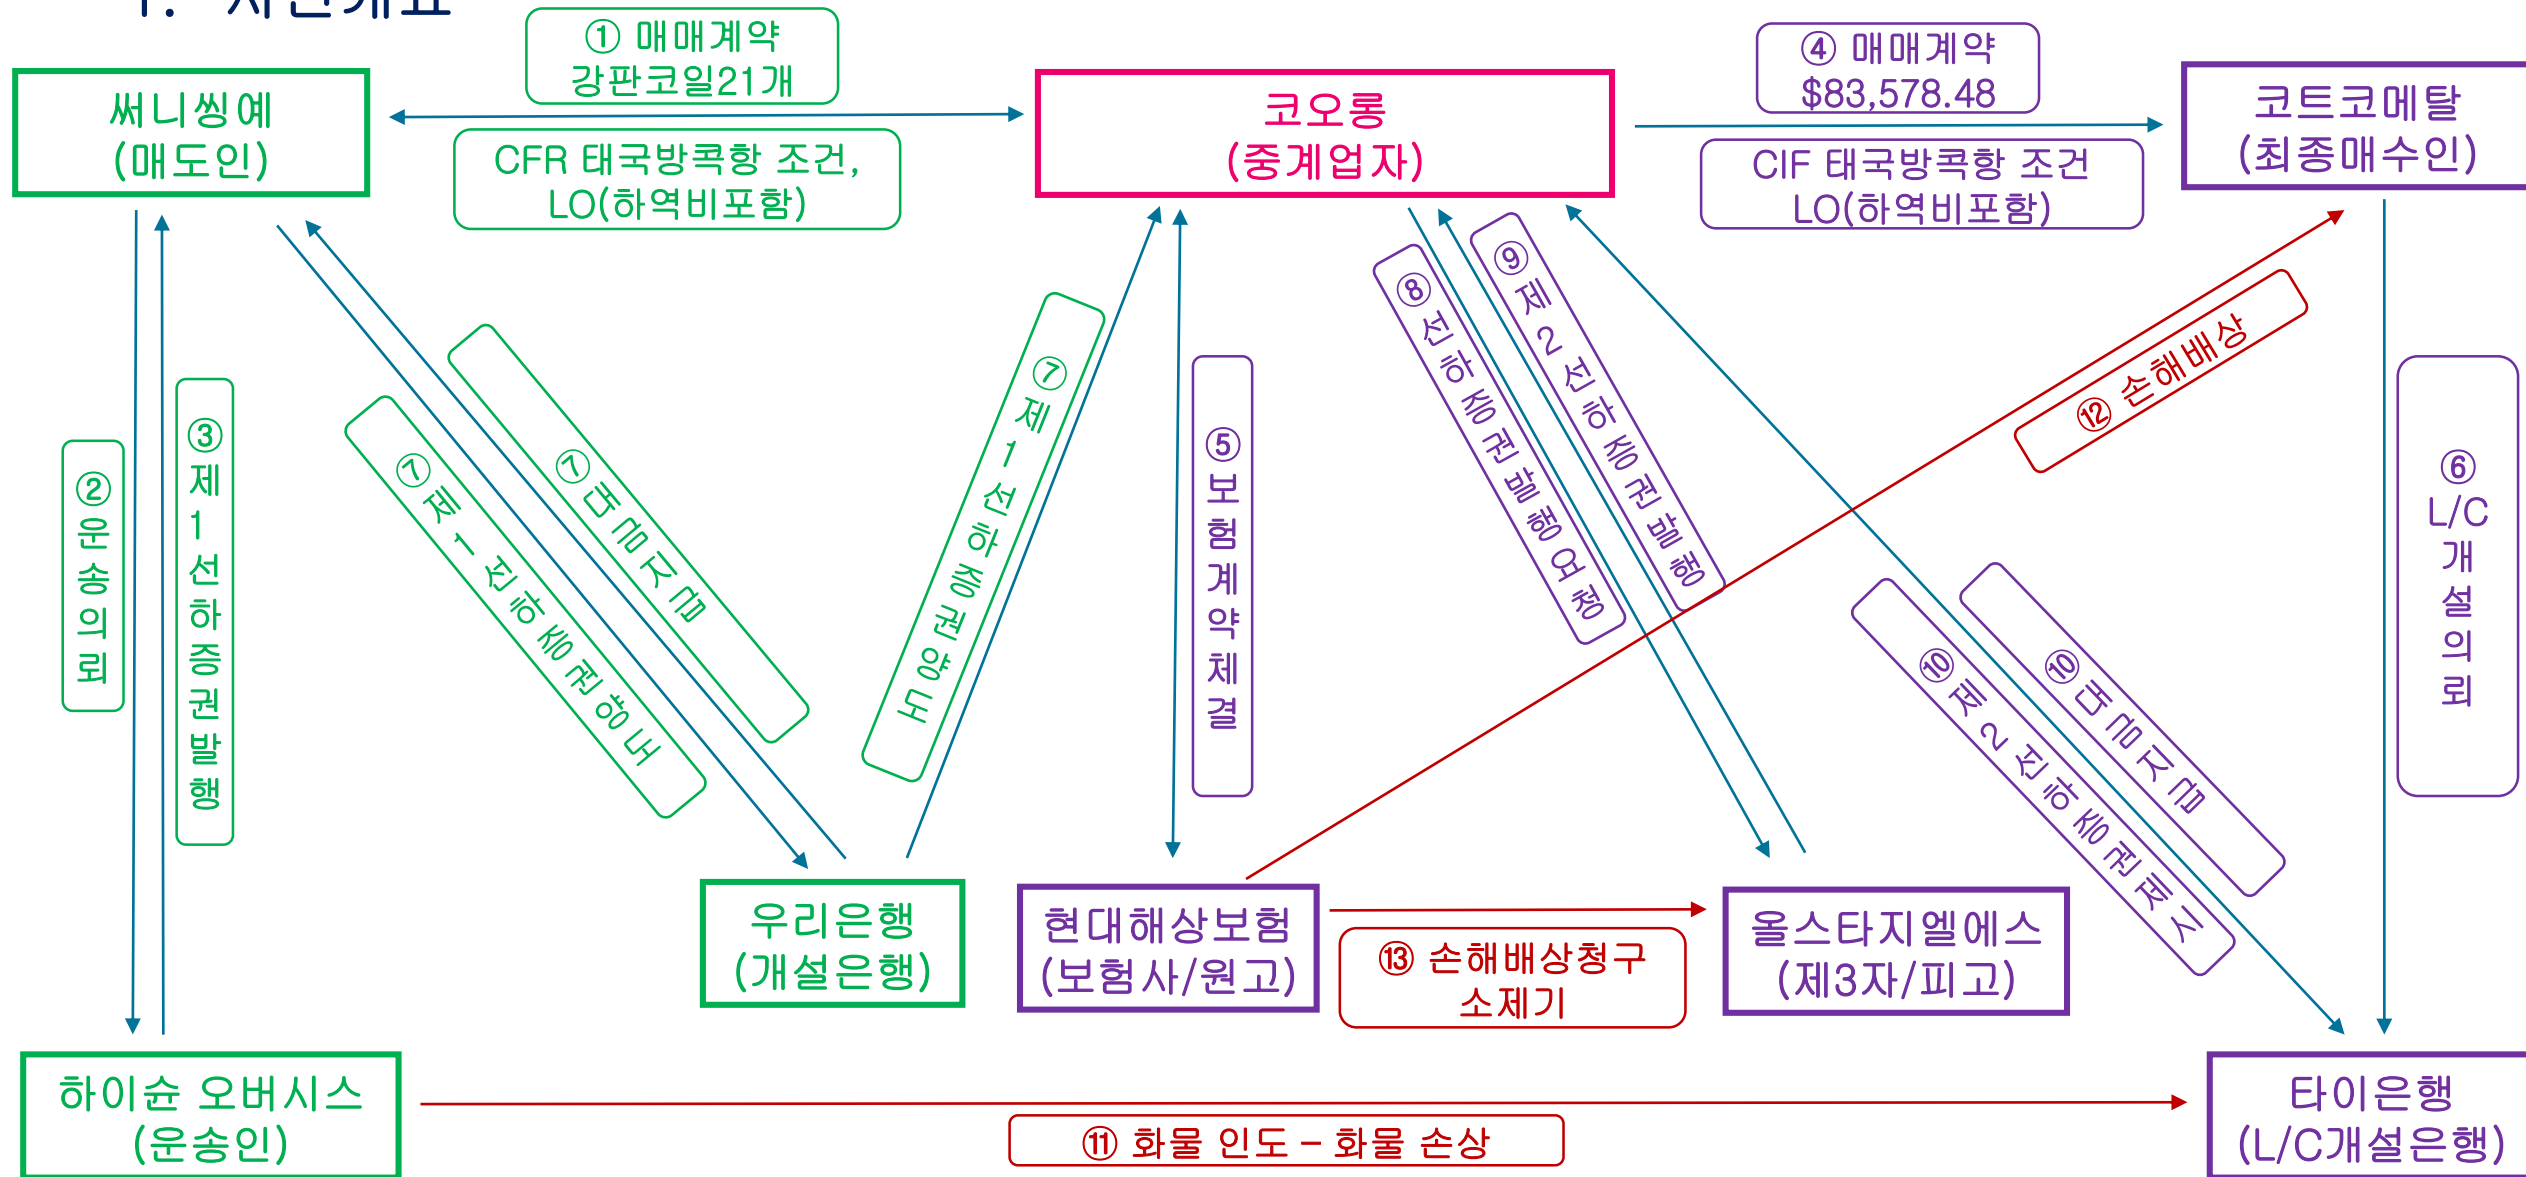 1. 사건개요
① 매매계약
강판코일21개
④ 매매계약
$83,578.48
써니씽예
(매도인)
코오롱
(중계업자)
코트코메탈
(최종매수인)
CFR 태국방콕항 조건,
LO(하역비포함)
CIF 태국방콕항 조건
LO(하역비포함)
②운송의뢰
③제1선하증권발행
⑦제1선하증권향도
⑦대금지급
⑦제1선하증권양도
⑤보험계약체결
⑧선하증권발행요청
⑨제2선하증권발행
⑫ 손해배상
⑩제2선하증권제시
⑩대금지급
⑥
L/C
개설의뢰
우리은행
(개설은행)
현대해상보험
(보험사/원고)
⑬ 손해배상청구
소제기
올스타지엘에스
(제3자/피고)
하이슌 오버시스
(운송인)
⑪ 화물 인도 – 화물 손상
타이은행
(L/C개설은행)